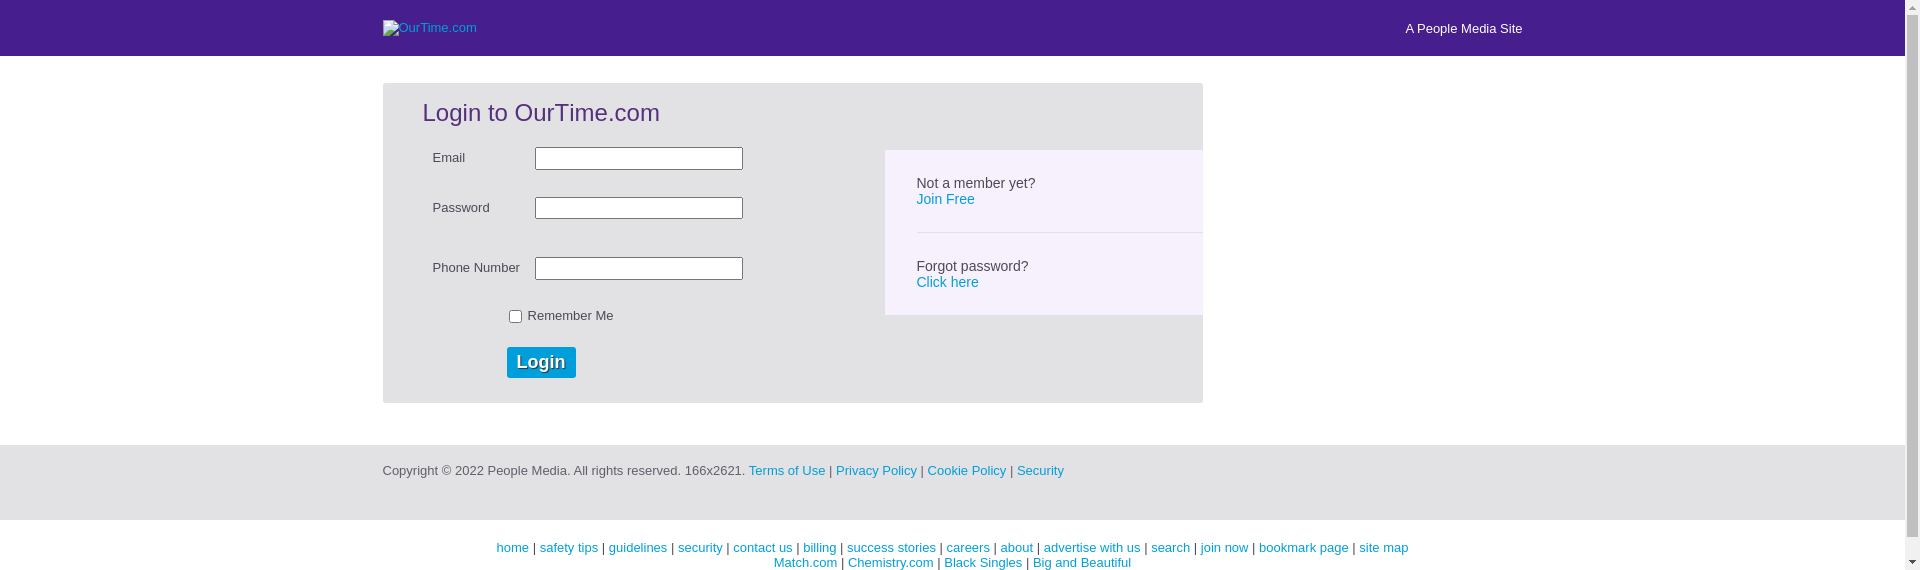 OurTime.com
A People Media Site
Login to OurTime.com
Email
Password
Phone Number
Remember Me
Login
Not a member yet?
Join Free
Forgot password?
Click here
Copyright © 2022 People Media. All rights reserved. 166x2621. Terms of Use | Privacy Policy | Cookie Policy | Security
home | safety tips | guidelines | security | contact us | billing | success stories | careers | about | advertise with us | search | join now | bookmark page | site map
Match.com | Chemistry.com | Black Singles | Big and Beautiful